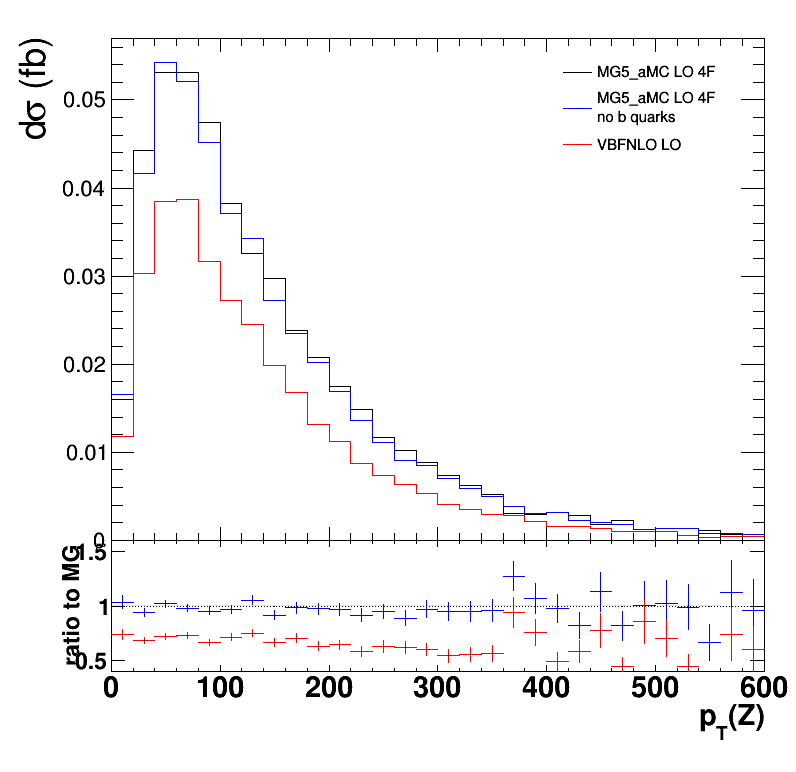 dσ (fb)
MG5_aMC LO 4F
MG5_aMC LO 4F
no b quarks
VBFNLO LO
0.05
0.04
0.03
0.02
0.01
0
ratio to MG
1.5
1
0.5
0 100 200 300 400 500 600
p_T(Z)